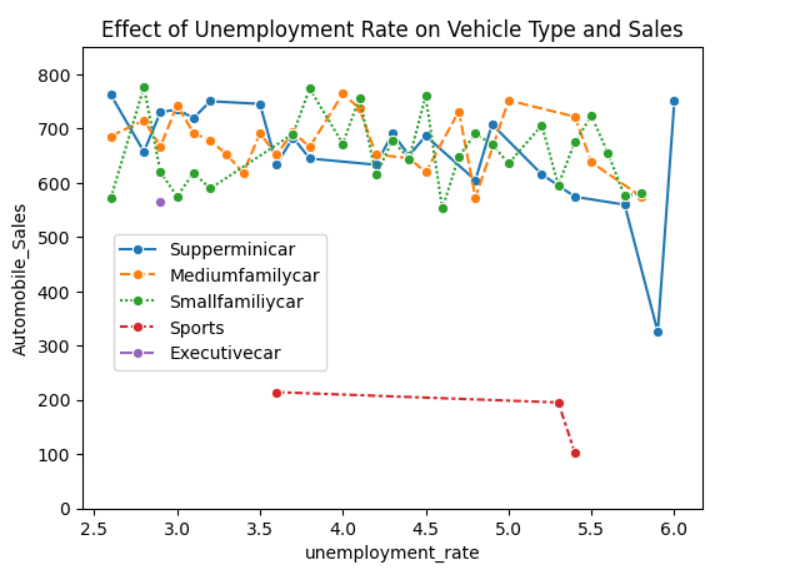 Effect of Unemployment Rate on Vehicle Type and Sales
Automobile_Sales
800
700
600
500
400
300
200
100
0
Supperminicar
Mediumfamilycar
Smallfamiliycar
Sports
Executivecar
2.5 3.0 3.5 4.0 4.5 5.0 5.5 6.0
unemployment_rate